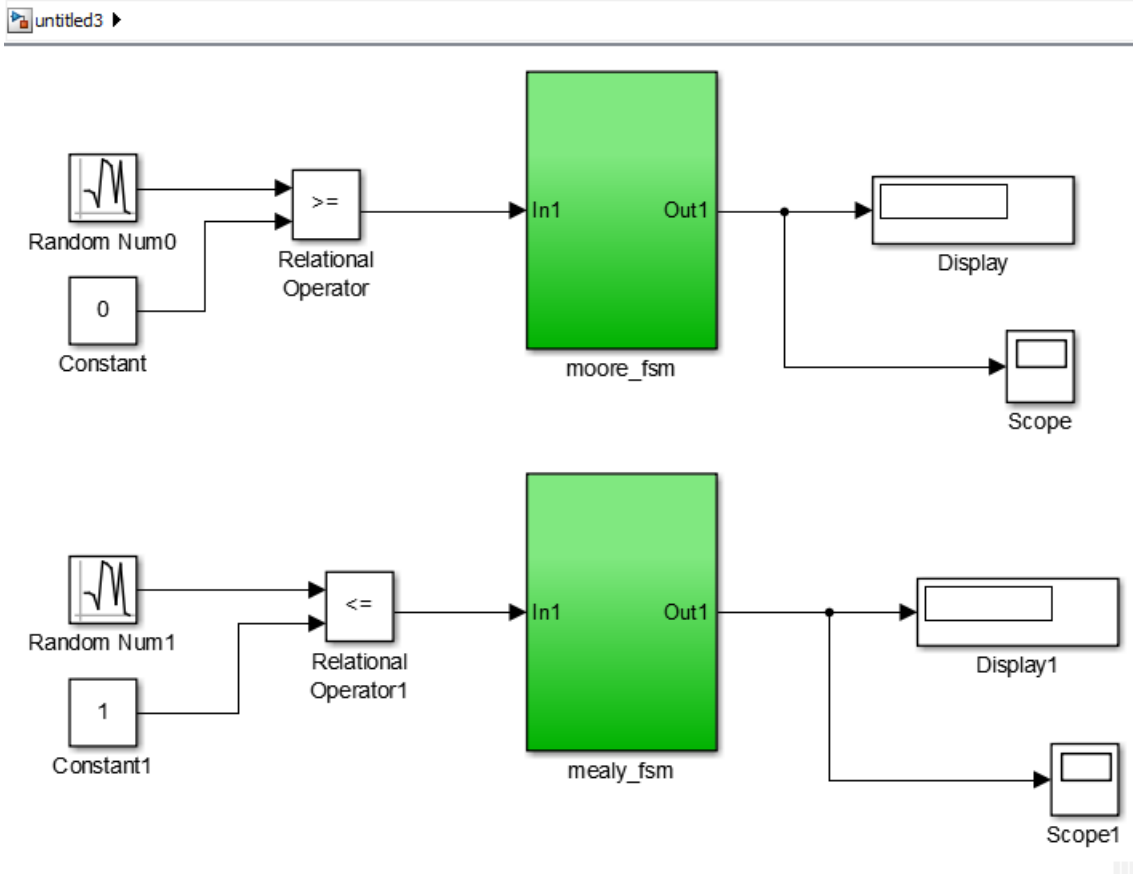 untitled3
Random Num0
0
Constant
>=
Relational
Operator
In1
Out1
moore_fsm
Display
Scope
Random Num1
1
Constant1
<=
Relational
Operator1
In1
Out1
mealy_fsm
Display1
Scope1